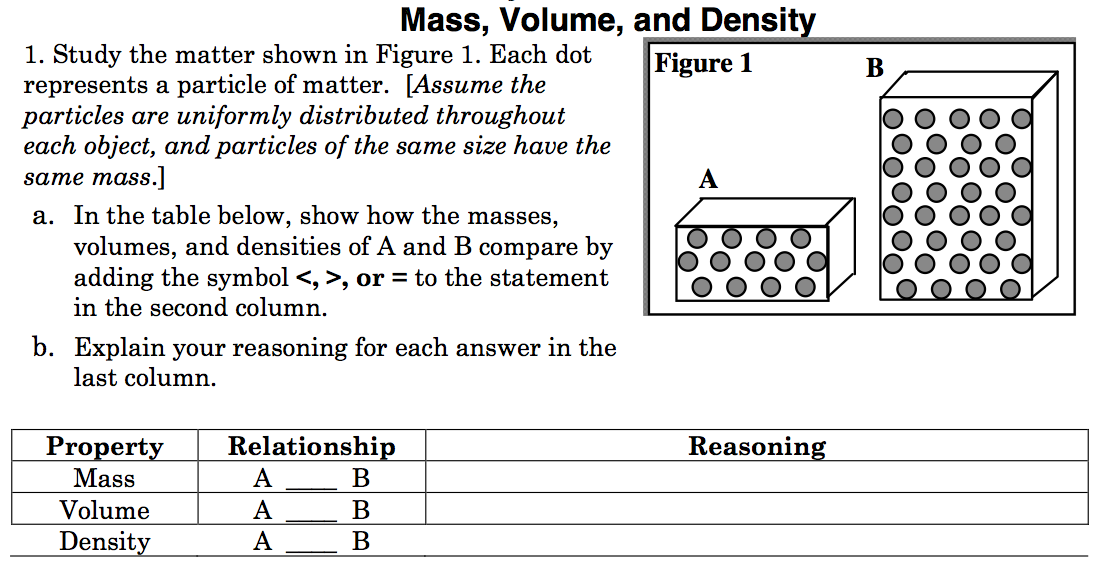 Mass, Volume, and Density
1. Study the matter shown in Figure 1. Each dot
represents a particle of matter. [Assume the
particles are uniformly distributed throughout
each object, and particles of the same size have the
same mass.]
a. In the table below, show how the masses,
volumes, and densities of A and B compare by
adding the symbol <, >, or = to the statement
in the second column.
b. Explain your reasoning for each answer in the
last column.
Figure 1
B
A
Property Relationship Reasoning
Mass A ____ B
Volume A ____ B
Density A ____ B